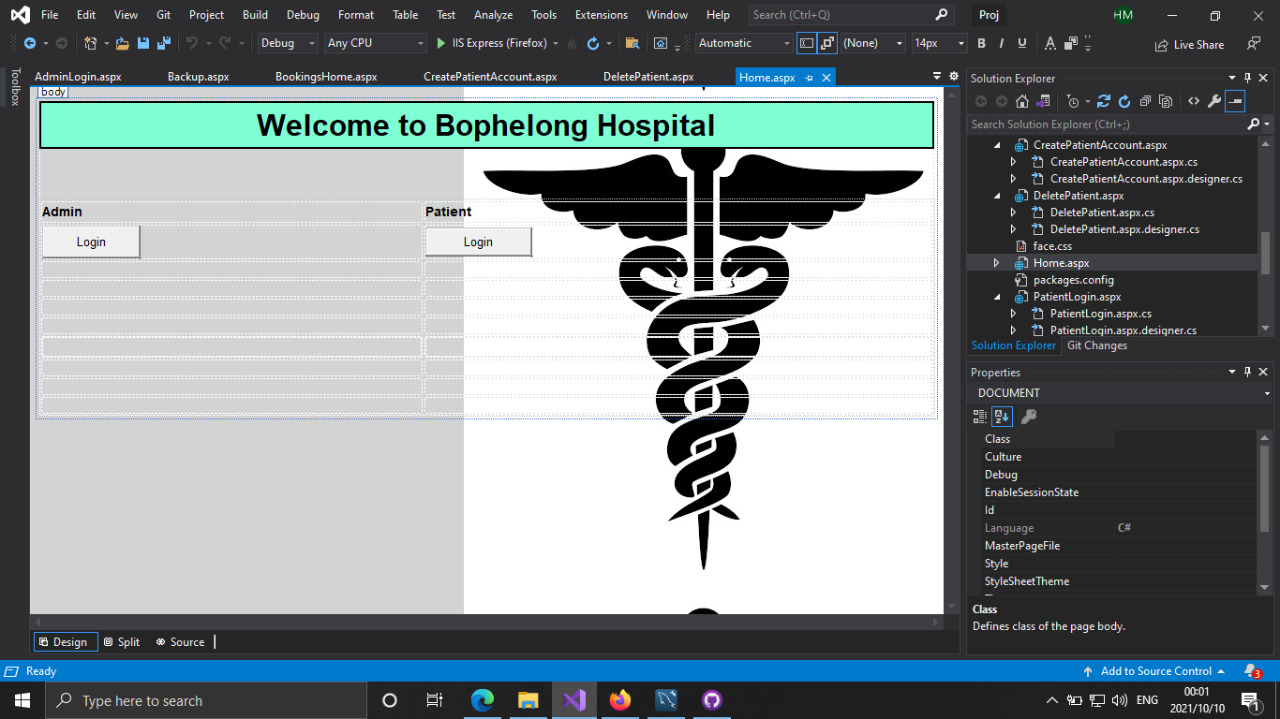 File Edit View Git Project Build Debug Format Table Test Analyze Tools Extensions Window Help Search (Ctrl+Q) Proj HM
Debug Any CPU IIS Express (Firefox) Automatic (None) 14px B I U A Live Share
Toolbox
AdminLogin.aspx Backup.aspx BookingsHome.aspx CreatePatientAccount.aspx DeletePatient.aspx Home.aspx
body
Welcome to Bophelong Hospital
Admin Patient
Login Login
Design Split Source
Solution Explorer
Search Solution Explorer (Ctrl+;)
CreatePatientAccount.aspx
CreatePatientAccount.aspx.cs
CreatePatientAccount.aspx.designer.cs
DeletePatient.aspx
DeletePatient.aspx.cs
DeletePatient.aspx.designer.cs
face.css
Home.aspx
packages.config
PatientLogin.aspx
PatientLogin.aspx.cs
PatientLogin.aspx.designer.cs
Solution Explorer Git Changes
Properties
DOCUMENT
Class
Culture
Debug
EnableSessionState
Id
Language C#
MasterPageFile
Style
StyleSheetTheme
Class
Defines class of the page body.
Ready Add to Source Control 3
Type here to search ENG 00:01
2021/10/10 1